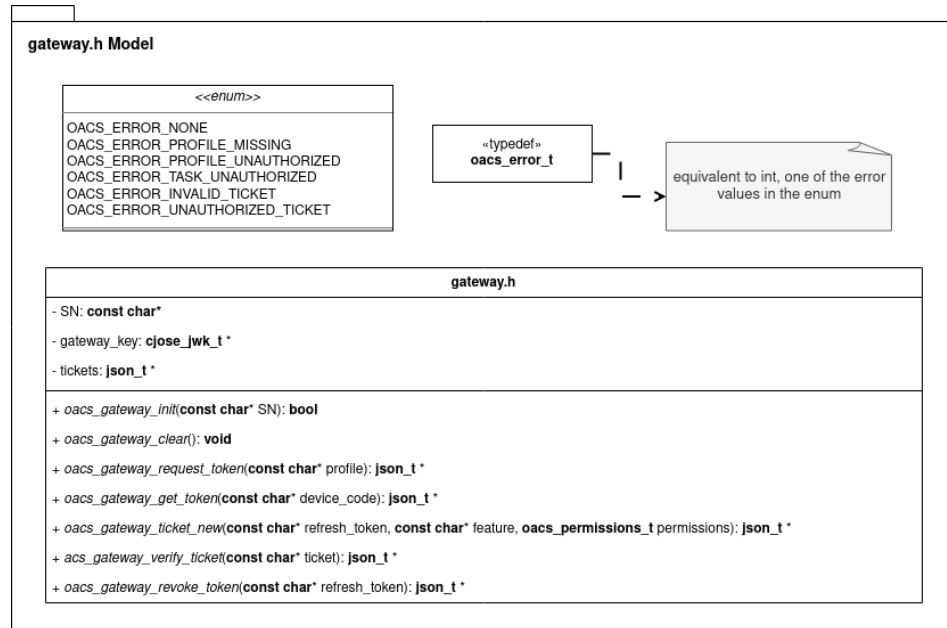 gateway.h Model
<<enum>>
OACS_ERROR_NONE
OACS_ERROR_PROFILE_MISSING
OACS_ERROR_PROFILE_UNAUTHORIZED
OACS_ERROR_TASK_UNAUTHORIZED
OACS_ERROR_INVALID_TICKET
OACS_ERROR_UNAUTHORIZED_TICKET
«typedef»
oacs_error_t
equivalent to int, one of the error
values in the enum
gateway.h
- SN: const char*
- gateway_key: cjose_jwk_t *
- tickets: json_t *
+ oacs_gateway_init(const char* SN): bool
+ oacs_gateway_clear(): void
+ oacs_gateway_request_token(const char* profile): json_t *
+ oacs_gateway_get_token(const char* device_code): json_t *
+ oacs_gateway_ticket_new(const char* refresh_token, const char* feature, oacs_permissions_t permissions): json_t *
+ acs_gateway_verify_ticket(const char* ticket): json_t *
+ oacs_gateway_revoke_token(const char* refresh_token): json_t *